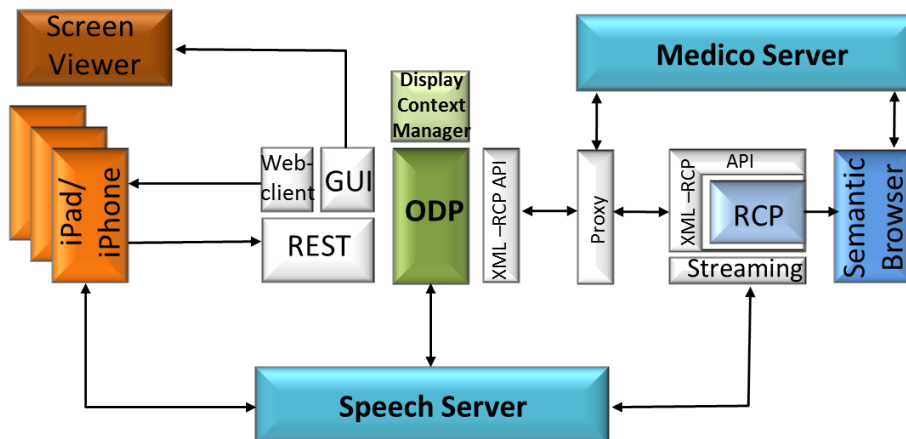 Screen
Viewer
Medico Server
Display
Context
Manager
iPad/
iPhone
Web-
client
GUI
REST
ODP
XML –RCP API
Proxy
API
XML –RCP
RCP
Streaming
Semantic
Browser
Speech Server